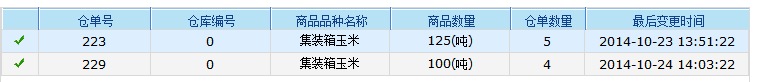 仓单号 仓库编号 商品品种名称 商品数量 仓单数量 最后变更时间
223 0 集装箱玉米 125(吨) 5 2014-10-23 13:51:22
229 0 集装箱玉米 100(吨) 4 2014-10-24 14:03:22